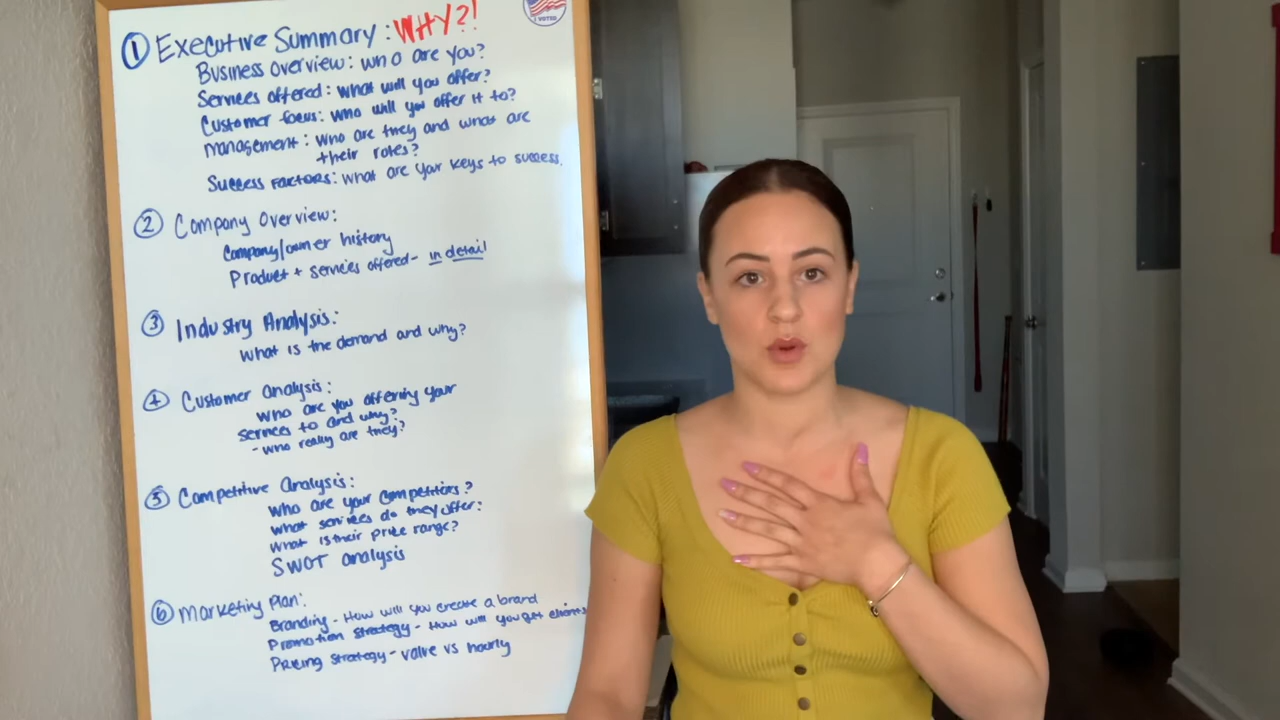 ① Executive Summary: WHY?!
I VOTED
Business overview: who are you?
Services offered: what will you offer?
Customer focus: who will you offer it to?
management: who are they and what are
their roles?
Success Factors: what are your keys to success.
② Company Overview:
Company/owner history
Product + services offered- in detail
③ Industry Analysis:
What is the demand and why?
④ Customer analysis:
who are you offering your
services to and why?
- who really are they?
⑤ Competitive Analysis:
who are your competitors?
what services do they offer:
what is their price range?
SWOT analysis
⑥ Marketing Plan:
Branding - How will you create a brand
Promotion strategy - How will you get clients
Pricing strategy - value vs hourly